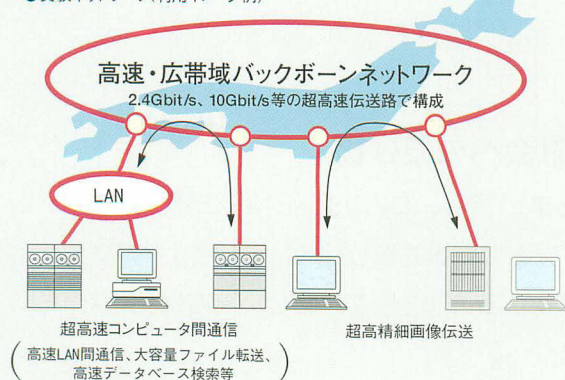 高速・広帯域バックボーンネットワーク
2.4Gbit/s、10Gbit/s等の超高速伝送路で構成
LAN
超高速コンピュータ間通信
超高精細画像伝送
高速LAN間通信、大容量ファイル転送、
高速データベース検索等